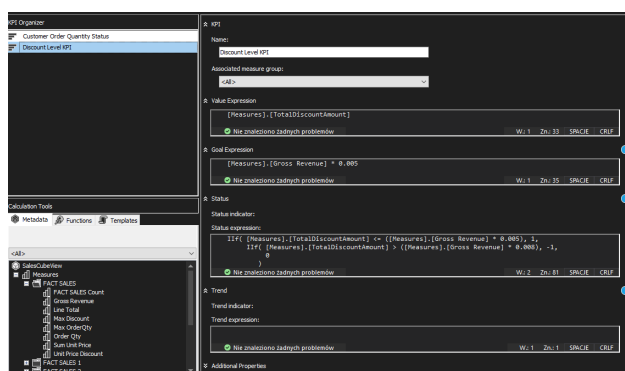 KPI Organizer
Customer Order Quantity Status
Discount Level KPI
Calculation Tools
Metadata Functions Templates
<All>
SalesCubeView
Measures
FACT SALES
FACT SALES Count
Gross Revenue
Line Total
Max Discount
Max OrderQty
Order Qty
Sum Unit Price
Unit Price Discount
FACT SALES 1
KPI
Name:
Discount Level KPI
Associated measure group:
<All>
Value Expression
[Measures].[TotalDiscountAmount]
Nie znaleziono żadnych problemów W.: 1 Zn.: 33 SPACJE CRLF
Goal Expression
[Measures].[Gross Revenue] * 0.005
Nie znaleziono żadnych problemów W.: 1 Zn.: 35 SPACJE CRLF
Status
Status indicator:
Status expression:
IIf( [Measures].[TotalDiscountAmount] <= ([Measures].[Gross Revenue] * 0.005), 1,
IIf( [Measures].[TotalDiscountAmount] > ([Measures].[Gross Revenue] * 0.008), -1,
0
)
Nie znaleziono żadnych problemów W.: 2 Zn.: 81 SPACJE CRLF
Trend
Trend indicator:
Trend expression:
Nie znaleziono żadnych problemów W.: 1 Zn.: 1 SPACJE CRLF
Additional Properties